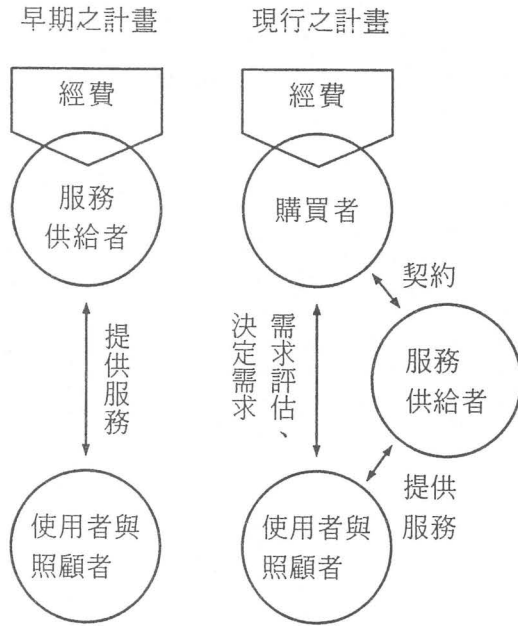 早期之計畫
現行之計畫
經費
經費
服務
供給者
購買者
契約
提供服務
需求評估、
決定需求
服務
供給者
提供
服務
使用者與
照顧者
使用者與
照顧者